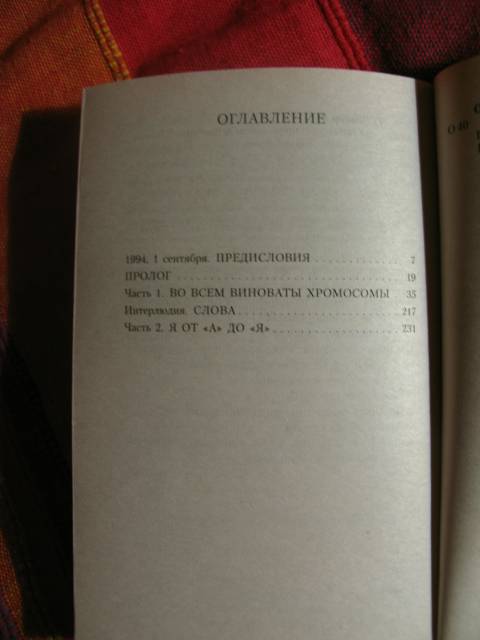 ОГЛАВЛЕНИЕ
1994, 1 сентября. ПРЕДИСЛОВИЯ . . . . . . . . . . . . 7
ПРОЛОГ . . . . . . . . . . . . . . . . . . . . . . . . . . . . . . . 19
Часть 1. ВО ВСЕМ ВИНОВАТЫ ХРОМОСОМЫ 35
Интерлюдия. СЛОВА . . . . . . . . . . . . . . . . . . . . . . 217
Часть 2. Я ОТ «А» ДО «Я» . . . . . . . . . . . . . . . . . 231
О 40